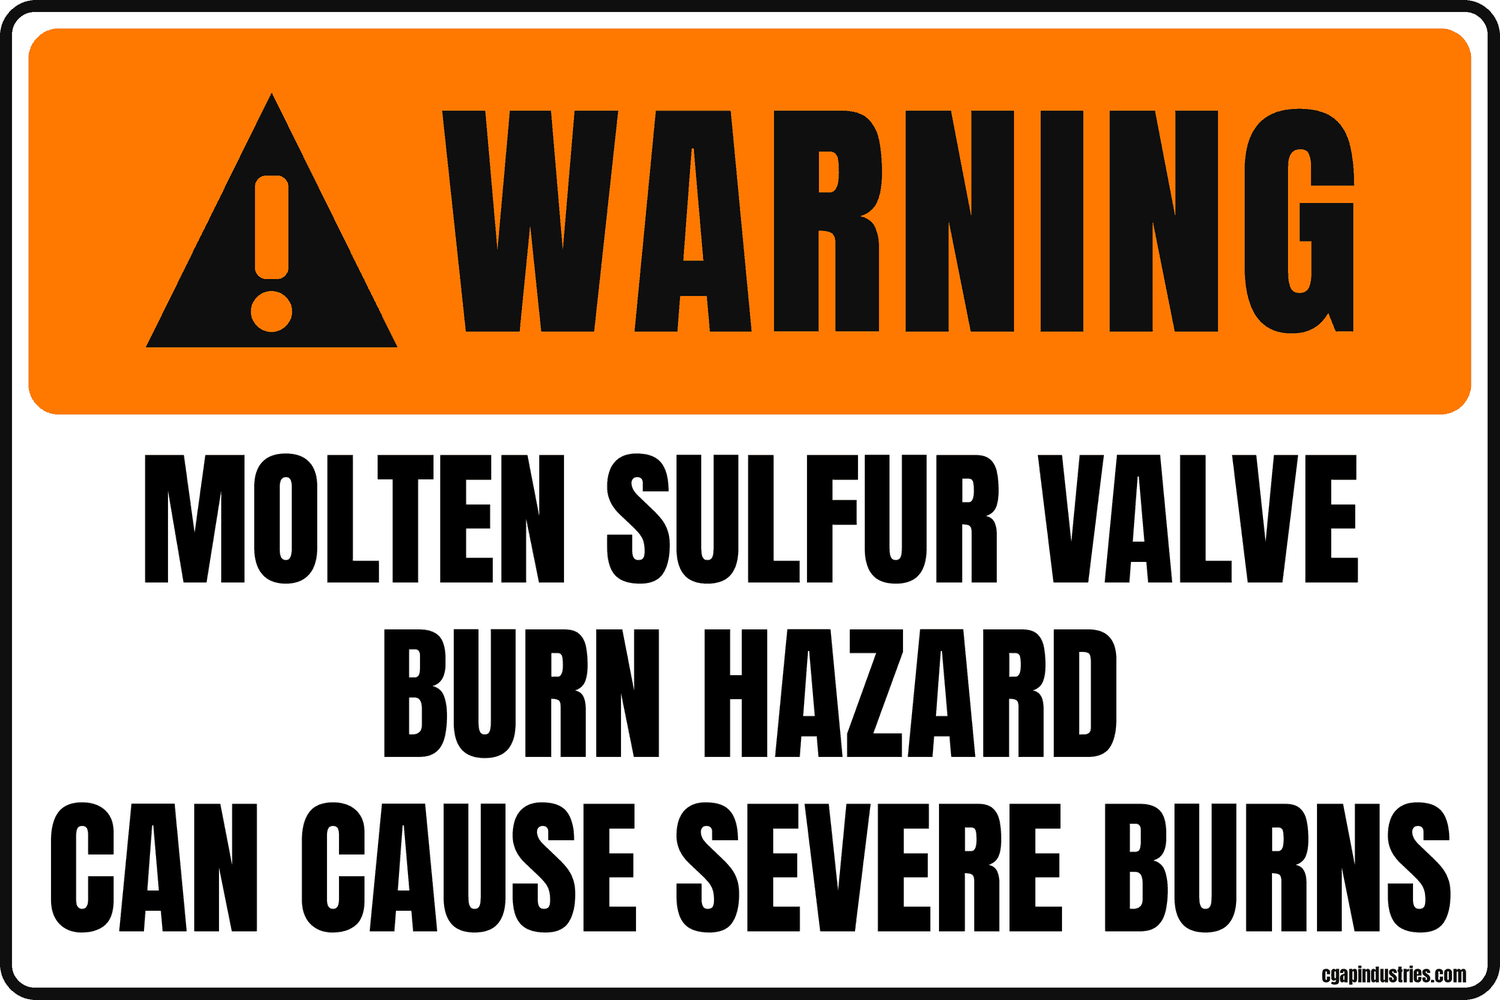 WARNING
MOLTEN SULFUR VALVE
BURN HAZARD
CAN CAUSE SEVERE BURNS
cgapindustries.com